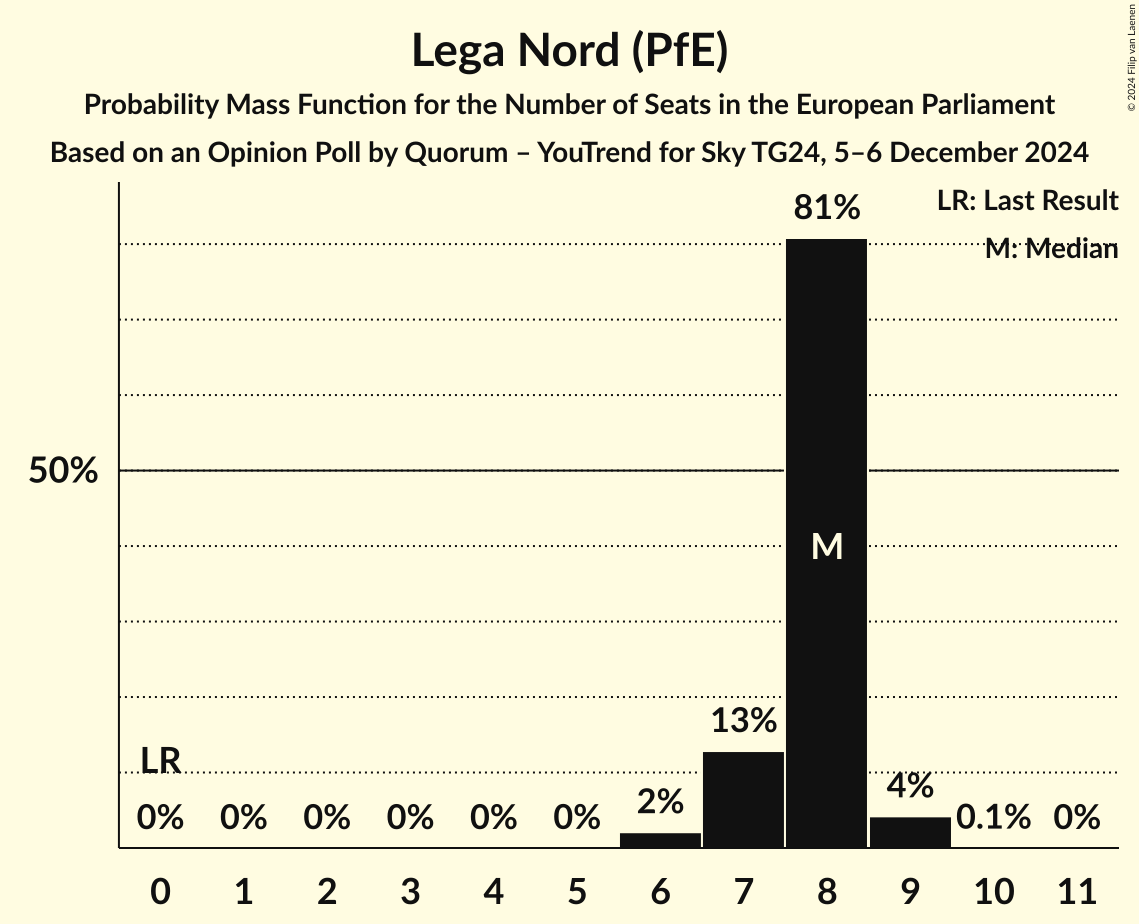 Lega Nord (PfE)
Probability Mass Function for the Number of Seats in the European Parliament
Based on an Opinion Poll by Quorum – YouTrend for Sky TG24, 5–6 December 2024
© 2024 Filip van Laenen
LR: Last Result
M: Median
81%
50%
M
13%
LR
0% 0% 0% 0% 0% 0% 2% 4% 0.1% 0%
0 1 2 3 4 5 6 7 8 9 10 11